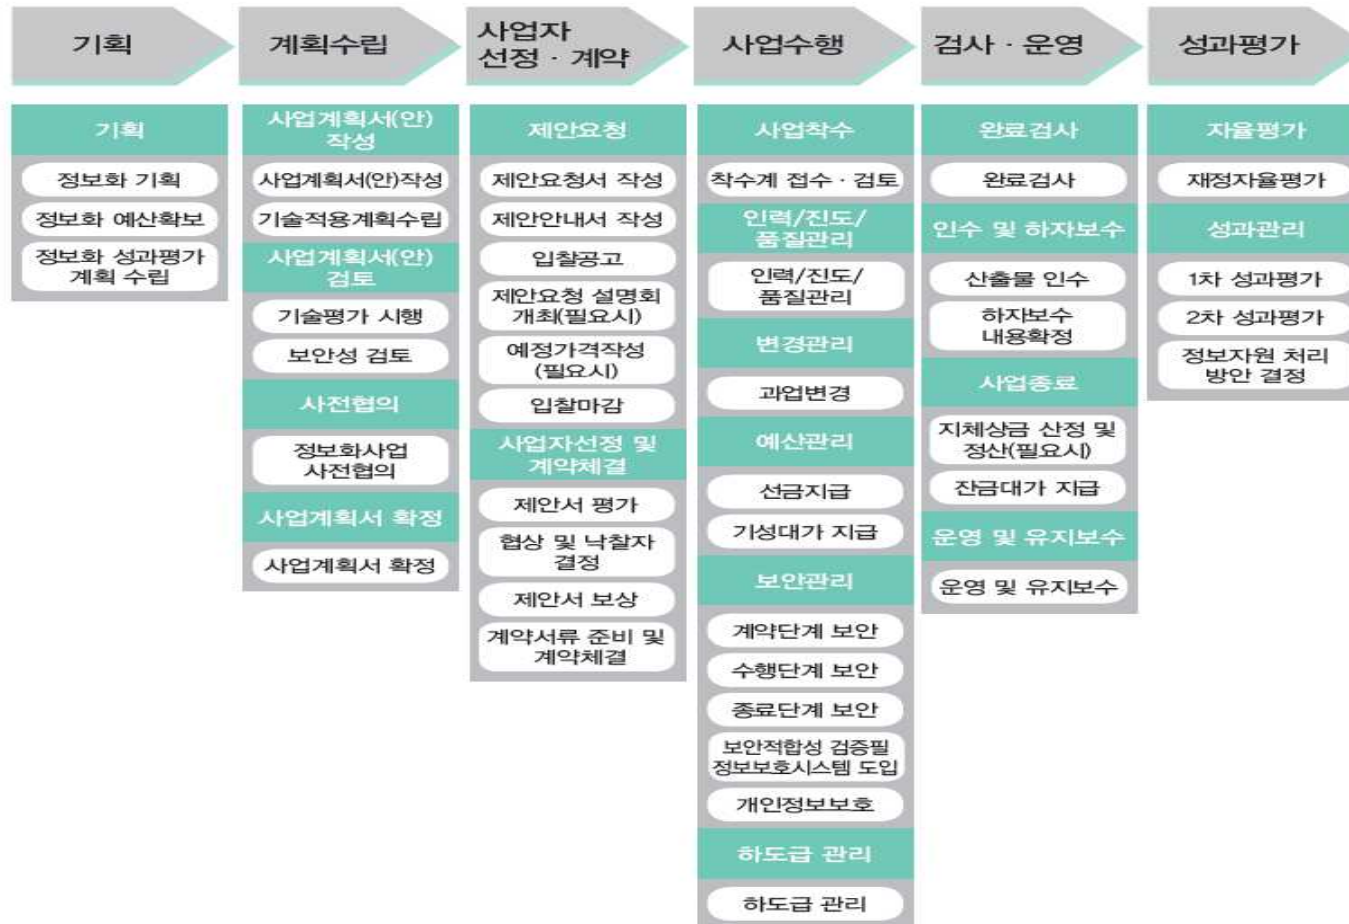 기획
계획수립
사업자
선정 · 계약
사업수행
검사 · 운영
성과평가
기획
정보화 기획
정보화 예산확보
정보화 성과평가
계획 수립
사업계획서(안)
작성
사업계획서(안)작성
기술적용계획수립
사업계획서(안)
검토
기술평가 시행
보안성 검토
사전협의
정보화사업
사전협의
사업계획서 확정
사업계획서 확정
제안요청
제안요청서 작성
제안안내서 작성
입찰공고
제안요청 설명회
개최(필요시)
예정가격작성
(필요시)
입찰마감
사업자선정 및
계약체결
제안서 평가
협상 및 낙찰자
결정
제안서 보상
계약서류 준비 및
계약체결
사업착수
착수계 접수 · 검토
인력/진도/
품질관리
인력/진도/
품질관리
변경관리
과업변경
예산관리
선금지급
기성대가 지급
보안관리
계약단계 보안
수행단계 보안
종료단계 보안
보안적합성 검증필
정보보호시스템 도입
개인정보보호
하도급 관리
하도급 관리
완료검사
완료검사
인수 및 하자보수
산출물 인수
하자보수
내용확정
사업종료
지체상금 산정 및
정산(필요시)
잔금대가 지급
운영 및 유지보수
운영 및 유지보수
자율평가
재정자율평가
성과관리
1차 성과평가
2차 성과평가
정보자원 처리
방안 결정